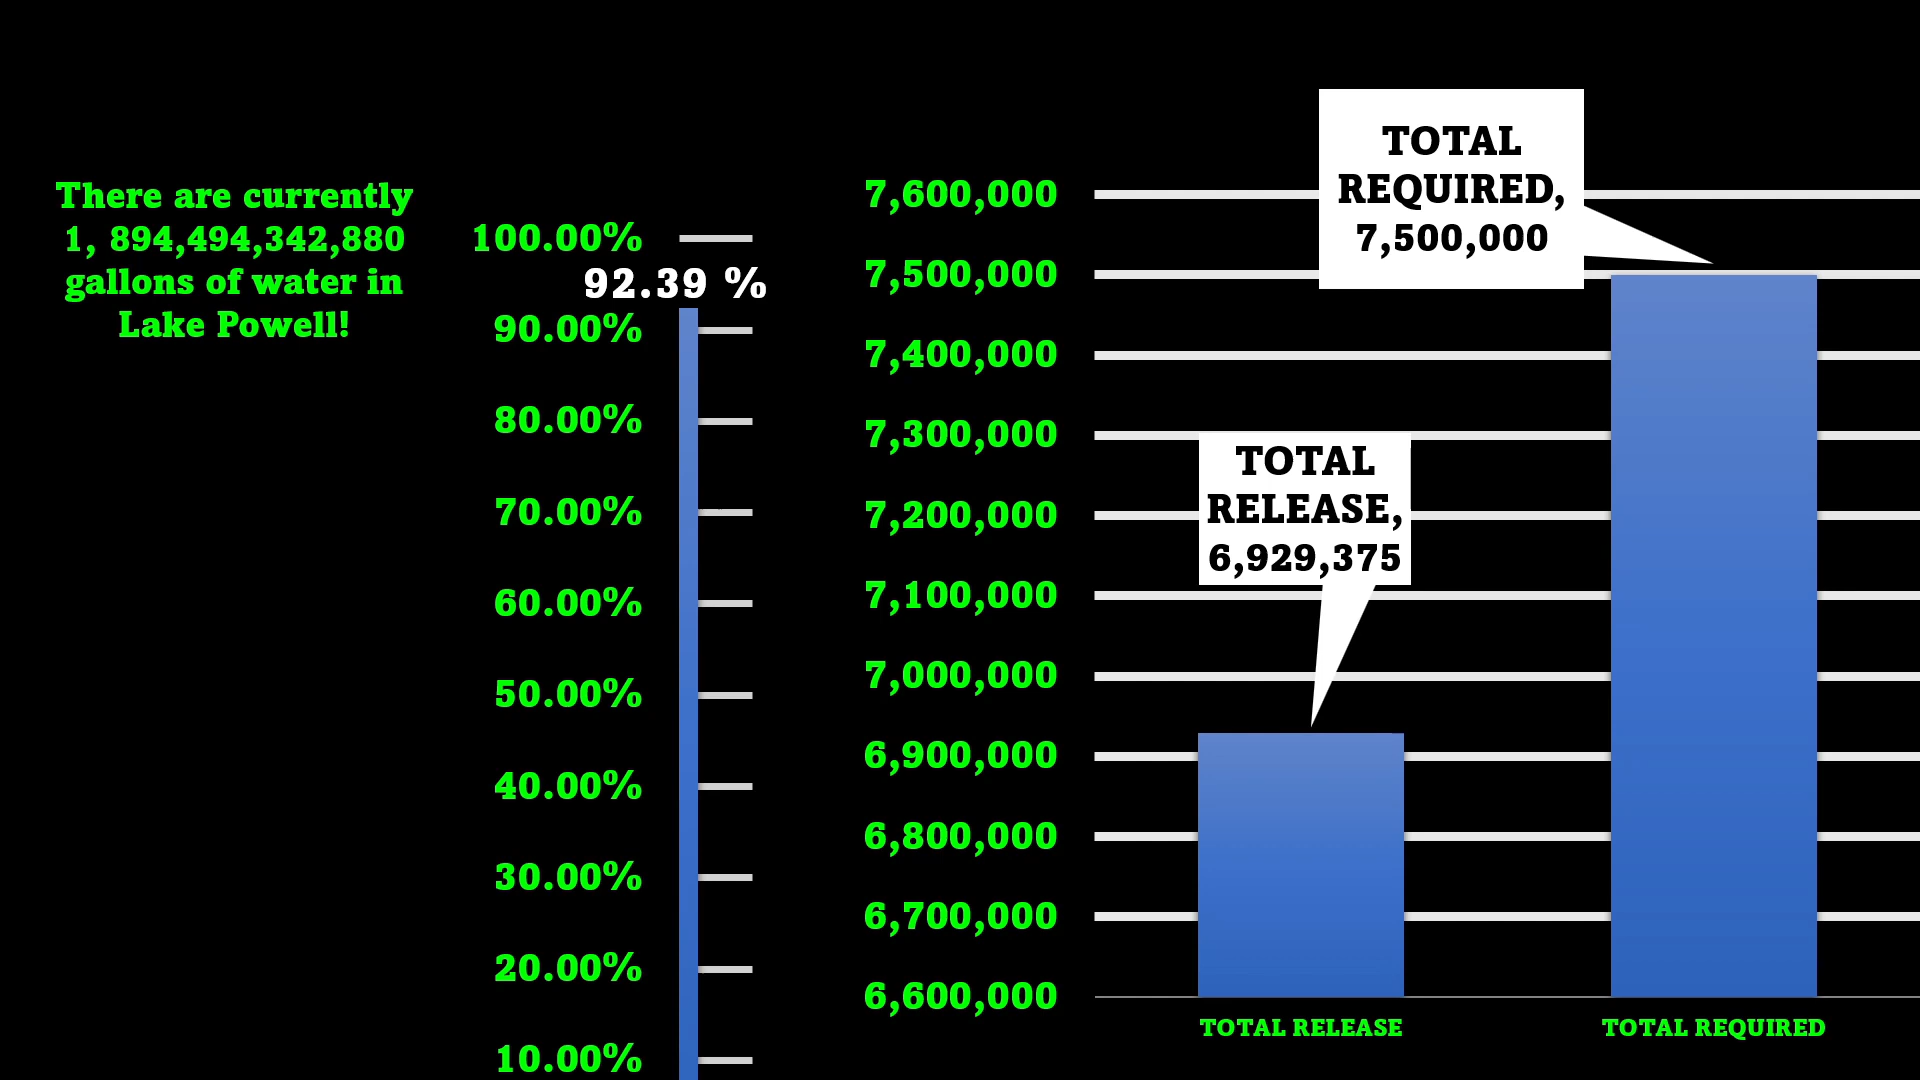 There are currently
1, 894,494,342,880
gallons of water in
Lake Powell!
100.00%
92.39 %
90.00%
80.00%
70.00%
60.00%
50.00%
40.00%
30.00%
20.00%
10.00%
7,600,000
7,500,000
7,400,000
7,300,000
7,200,000
7,100,000
7,000,000
6,900,000
6,800,000
6,700,000
6,600,000
TOTAL
RELEASE,
6,929,375
TOTAL
REQUIRED,
7,500,000
TOTAL RELEASE
TOTAL REQUIRED